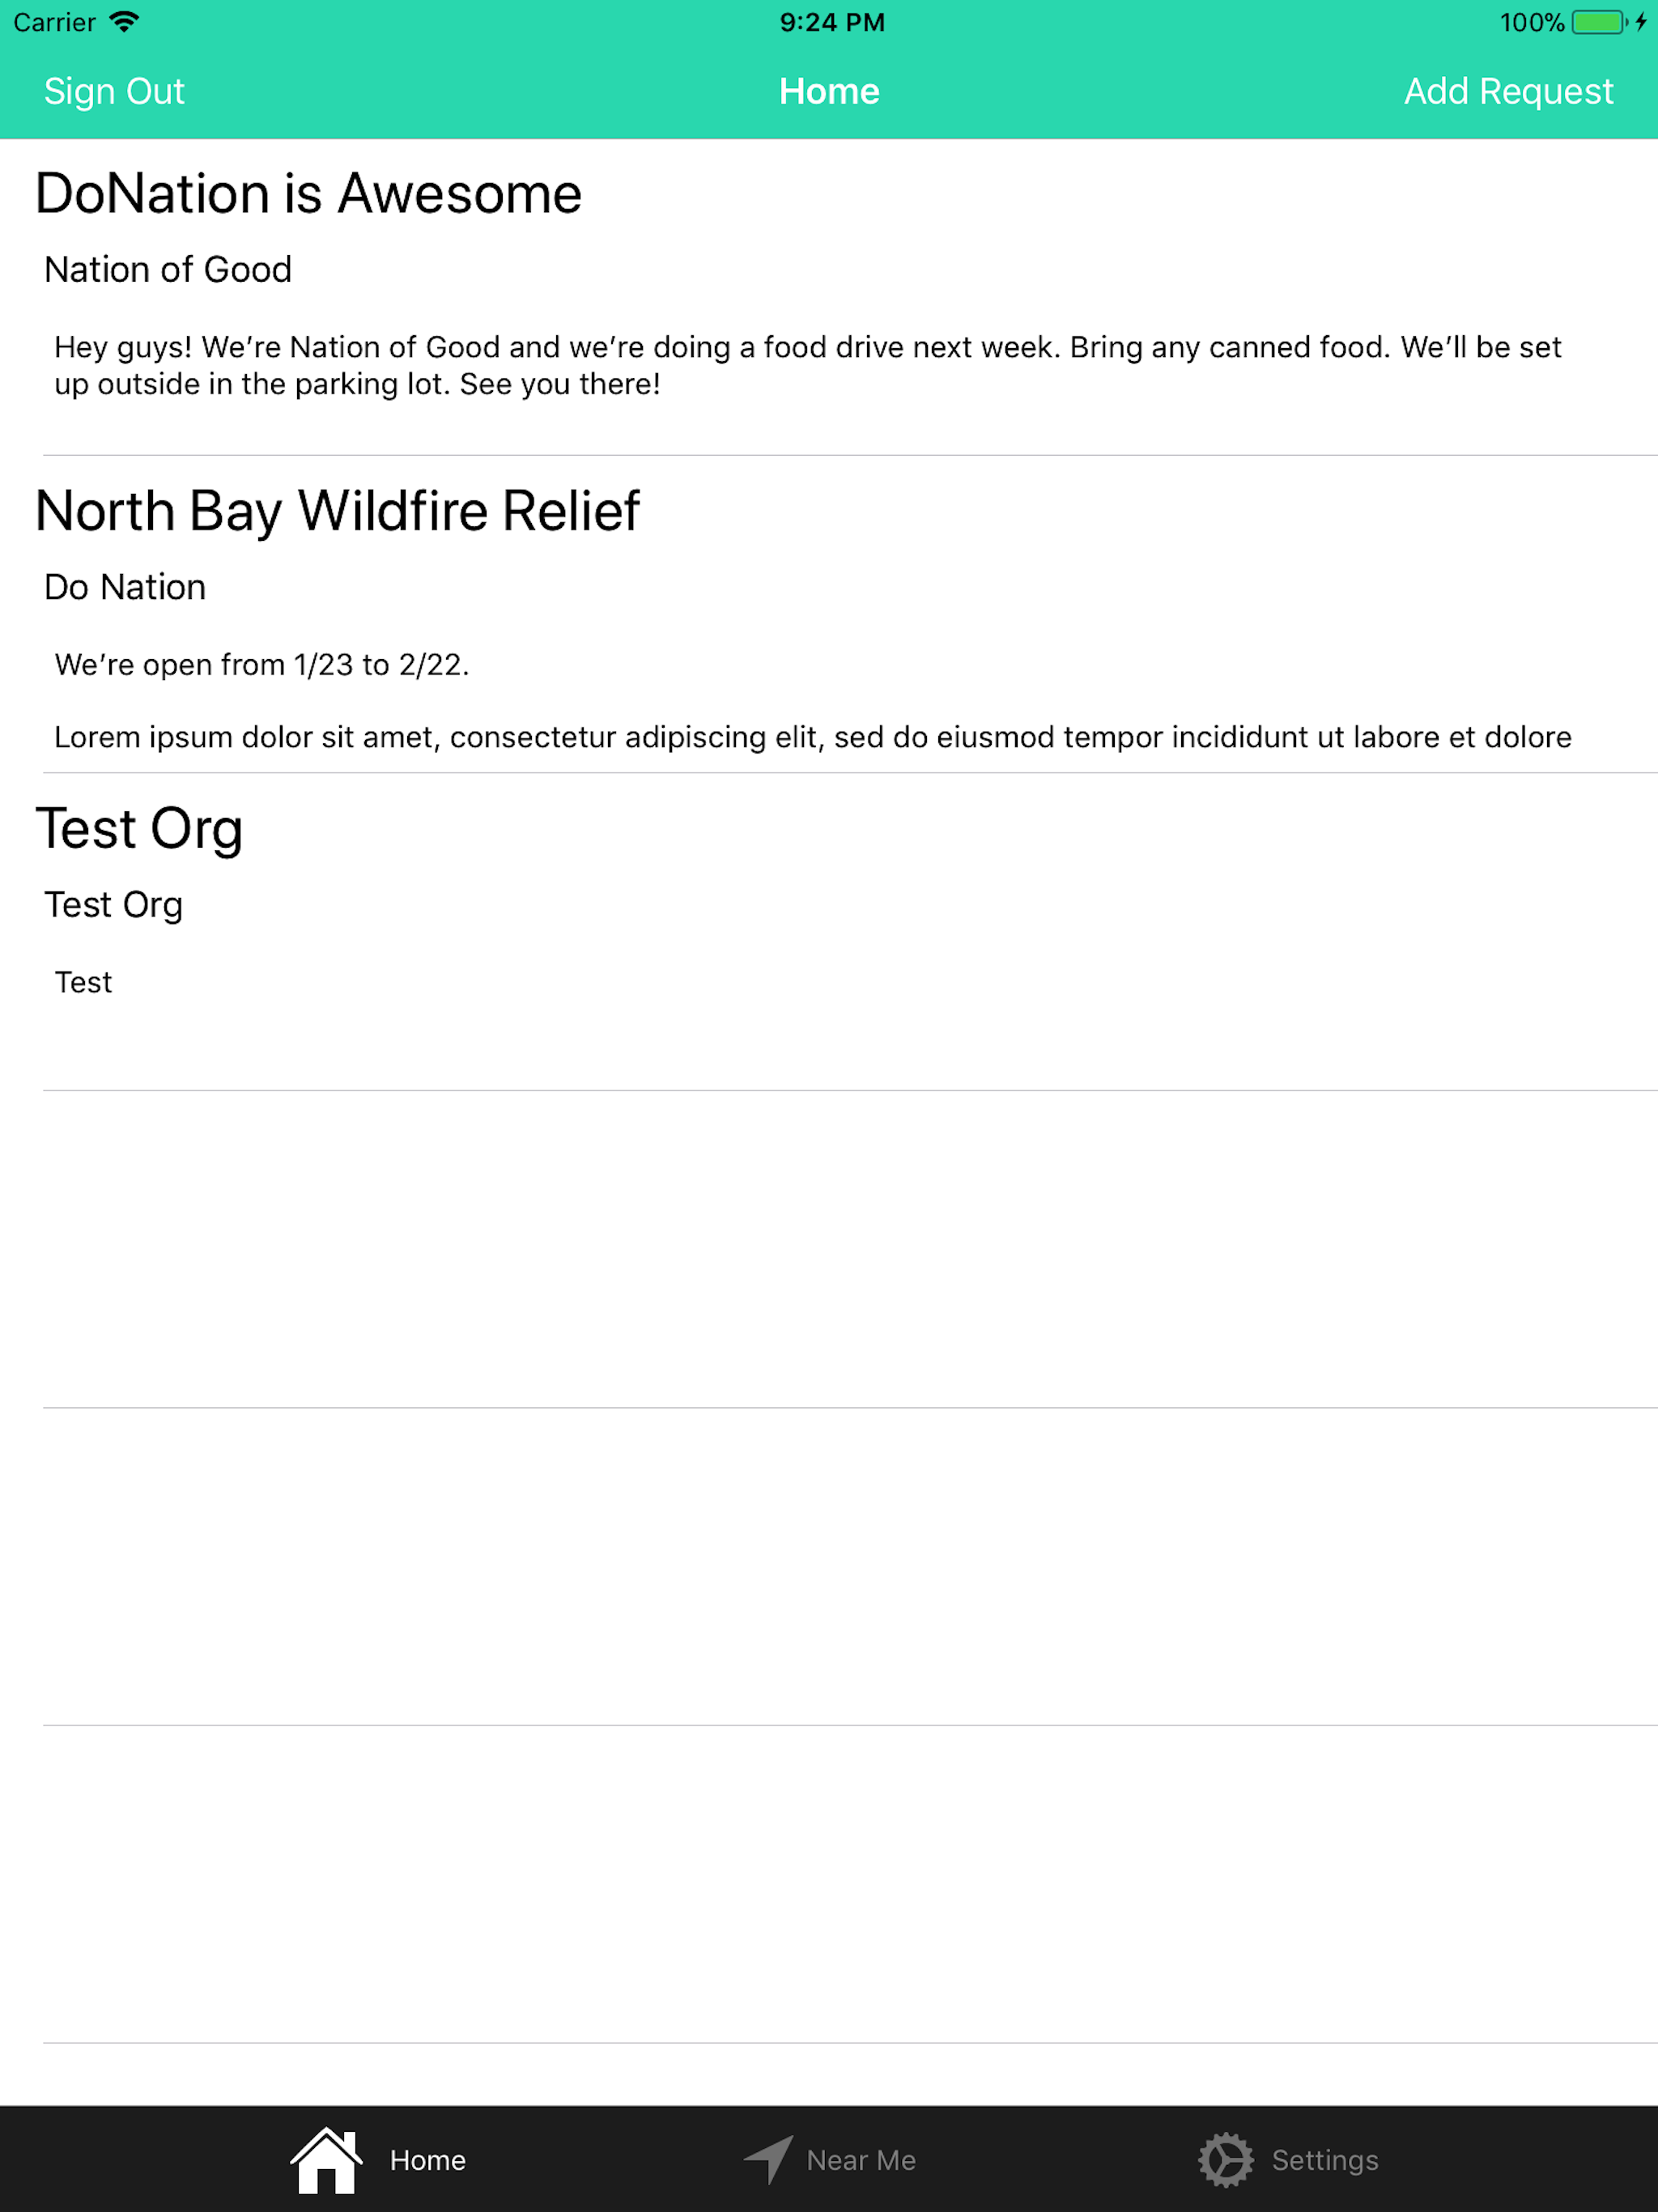 Carrier 9:24 PM 100%
Sign Out Home Add Request
DoNation is Awesome
Nation of Good
Hey guys! We’re Nation of Good and we’re doing a food drive next week. Bring any canned food. We’ll be set
up outside in the parking lot. See you there!
North Bay Wildfire Relief
Do Nation
We’re open from 1/23 to 2/22.
Lorem ipsum dolor sit amet, consectetur adipiscing elit, sed do eiusmod tempor incididunt ut labore et dolore
Test Org
Test Org
Test
Home Near Me Settings